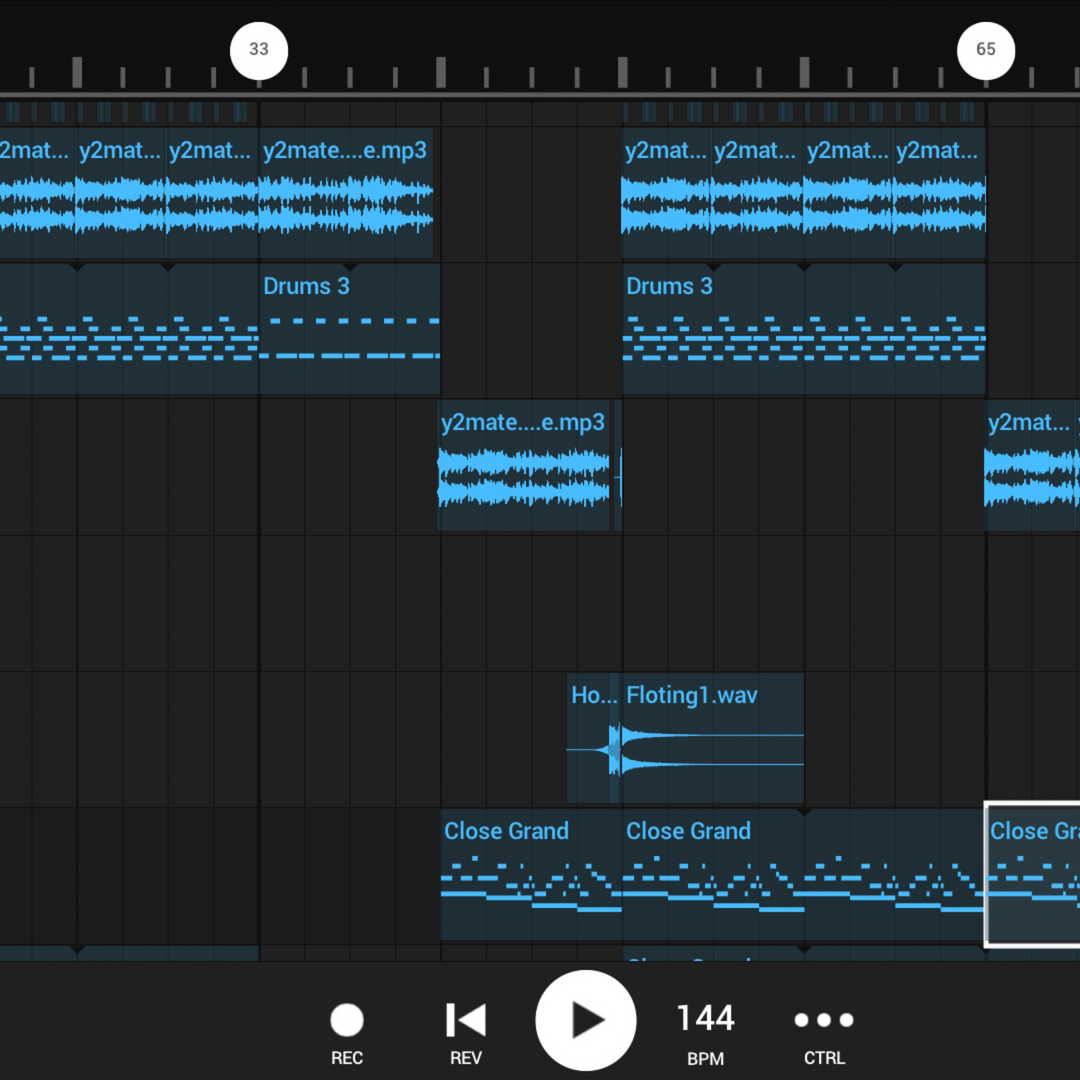 33 65
2mat... y2mat... y2mat... y2mate....e.mp3 y2mat... y2mat... y2mat... y2mat...
Drums 3 Drums 3
y2mate....e.mp3 y2mat...
Ho... Floting1.wav
Close Grand Close Grand Close Gra
144
REC REV BPM CTRL